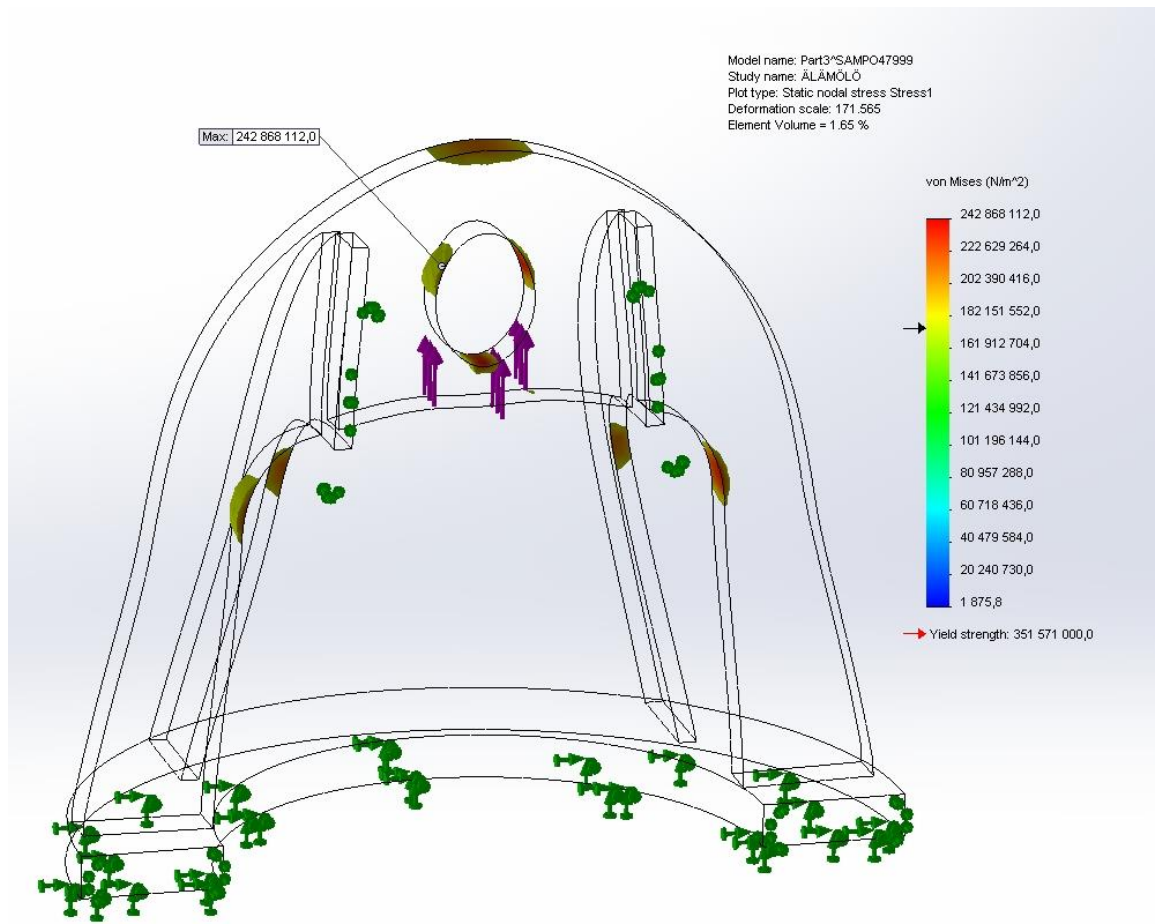 Model name: Part3^SAMPO47999
Study name: ÄLÄMÖLÖ
Plot type: Static nodal stress Stress1
Deformation scale: 171.565
Element Volume = 1.65 %
Max: 242 868 112,0
von Mises (N/m^2)
242 868 112,0
222 629 264,0
202 390 416,0
182 151 552,0
161 912 704,0
141 673 856,0
121 434 992,0
101 196 144,0
80 957 288,0
60 718 436,0
40 479 584,0
20 240 730,0
1 875,8
Yield strength: 351 571 000,0